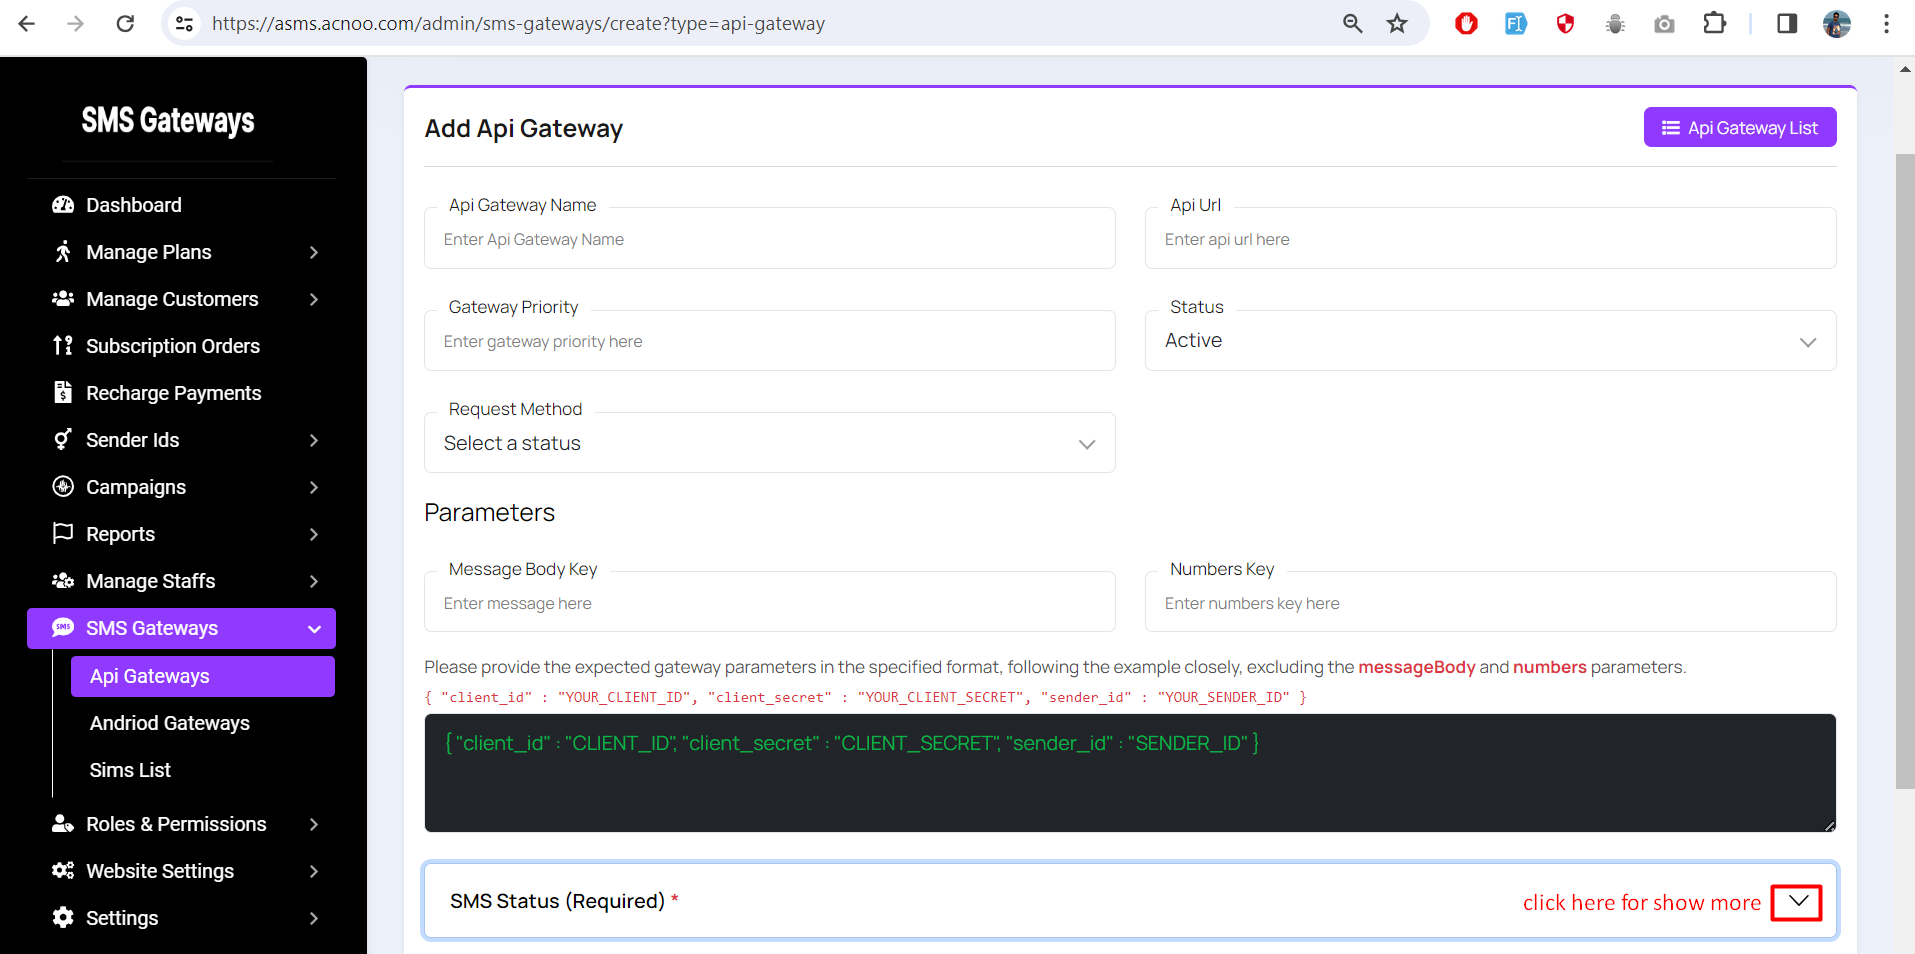 https://asms.acnoo.com/admin/sms-gateways/create?type=api-gateway
SMS Gateways
Dashboard
Manage Plans
Manage Customers
Subscription Orders
Recharge Payments
Sender Ids
Campaigns
Reports
Manage Staffs
SMS
SMS Gateways
Api Gateways
Andriod Gateways
Sims List
Roles & Permissions
Website Settings
Settings
Add Api Gateway
Api Gateway List
Api Gateway Name
Enter Api Gateway Name
Api Url
Enter api url here
Gateway Priority
Enter gateway priority here
Status
Active
Request Method
Select a status
Parameters
Message Body Key
Enter message here
Numbers Key
Enter numbers key here
Please provide the expected gateway parameters in the specified format, following the example closely, excluding the messageBody and numbers parameters.
{ "client_id" : "YOUR_CLIENT_ID", "client_secret" : "YOUR_CLIENT_SECRET", "sender_id" : "YOUR_SENDER_ID" }
{ "client_id" : "CLIENT_ID", "client_secret" : "CLIENT_SECRET", "sender_id" : "SENDER_ID" }
SMS Status (Required) *
click here for show more